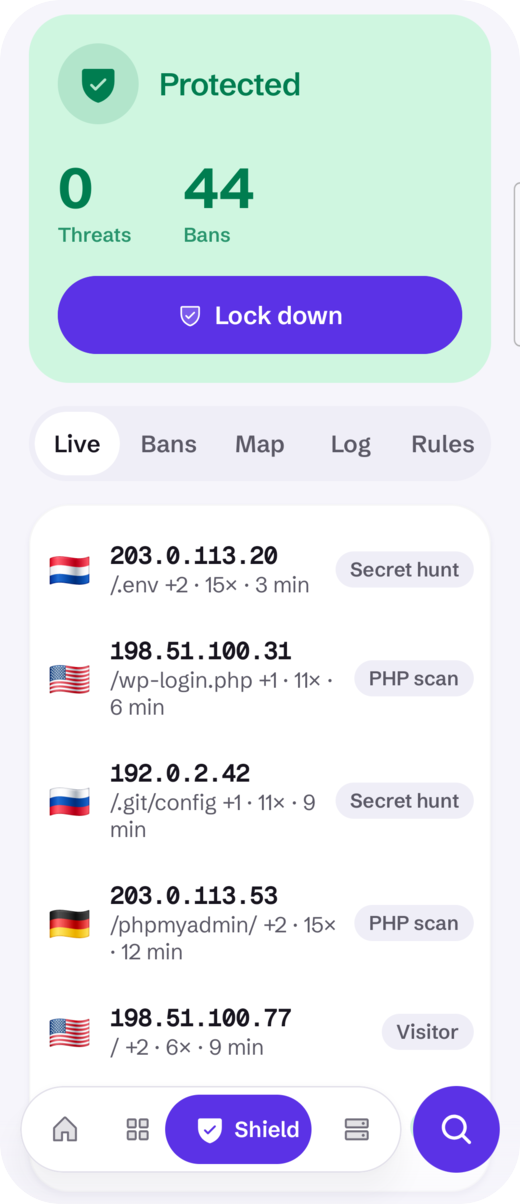 Protected
0 44
Threats Bans
Lock down
Live Bans Map Log Rules
203.0.113.20
/.env +2 · 15× · 3 min
Secret hunt
198.51.100.31
/wp-login.php +1 · 11× ·
6 min
PHP scan
192.0.2.42
/.git/config +1 · 11× · 9
min
Secret hunt
203.0.113.53
/phpmyadmin/ +2 · 15×
· 12 min
PHP scan
198.51.100.77
/ +2 · 6× · 9 min
Visitor
Shield